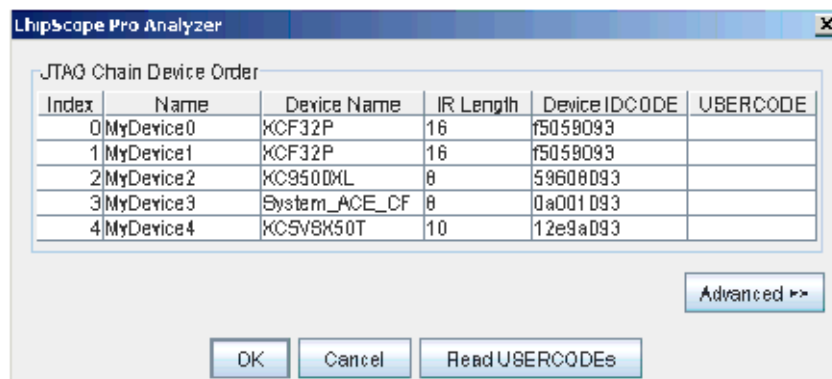 ChipScope Pro Analyzer
JTAG Chain Device Order
Index Name Device Name IR Length Device IDCODE USERCODE
0 MyDevice0 XCF32P 16 f5059093
1 MyDevice1 XCF32P 16 f5059093
2 MyDevice2 XC9500XL 8 59608093
3 MyDevice3 System_ACE_CF 8 0a001093
4 MyDevice4 XC5VSX50T 10 12e9a093
Advanced >>
OK Cancel Read USERCODEs